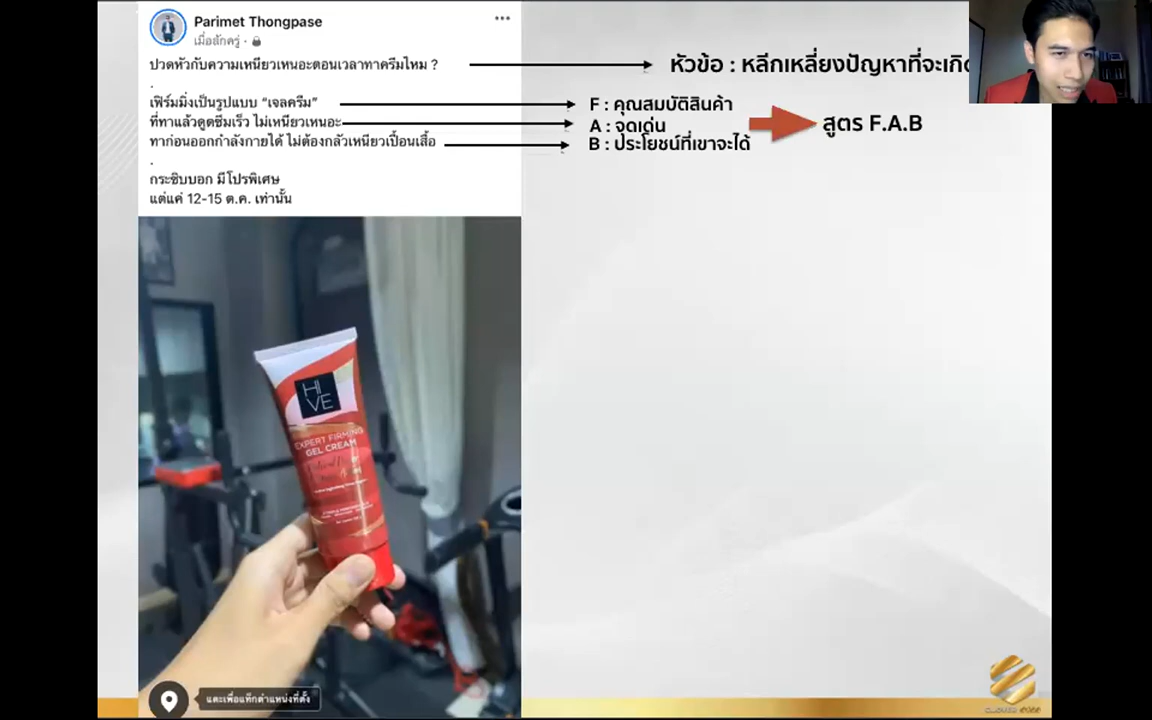 Parimet Thongpase
เมื่อสักครู่ ·
ปวดหัวกับความเหนียวเหนอะตอนเวลาทาครีมไหม ?
.
เฟิร์มมิ่งเป็นรูปแบบ “เจลครีม”
ที่ทาแล้วดูดซึมเร็ว ไม่เหนียวเหนอะ
ทาก่อนออกกำลังกายได้ ไม่ต้องกลัวเหนียวเปื้อนเสื้อ
.
กระซิบบอก มีโปรพิเศษ
แต่แค่ 12-15 ต.ค. เท่านั้น
หัวข้อ : หลีกเหลี่ยงปัญหาที่จะเกิด
F : คุณสมบัติสินค้า
A : จุดเด่น
B : ประโยชน์ที่เขาจะได้
สูตร F.A.B
HI
VE
EXPERT FIRMING
GEL CREAM
แตะเพื่อแท็กตำแหน่งที่ตั้ง